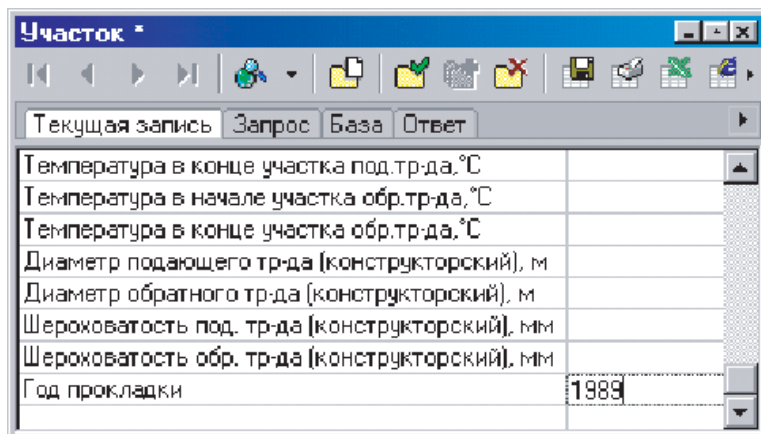 Участок *
Текущая запись Запрос База Ответ
Температура в конце участка под.тр-да,°С
Температура в начале участка обр.тр-да,°С
Температура в конце участка обр.тр-да,°С
Диаметр подающего тр-да (конструкторский), м
Диаметр обратного тр-да (конструкторский), м
Шероховатость под. тр-да (конструкторский), мм
Шероховатость обр. тр-да (конструкторский), мм
Год прокладки 1989